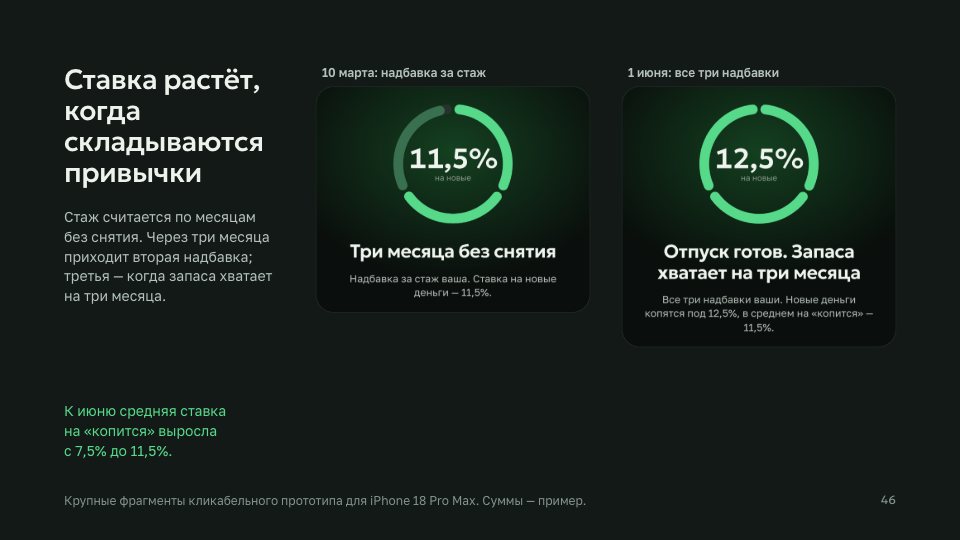 Ставка растёт,
когда
складываются
привычки
Стаж считается по месяцам
без снятия. Через три месяца
приходит вторая надбавка;
третья — когда запаса хватает
на три месяца.
К июню средняя ставка
на «копится» выросла
с 7,5% до 11,5%.
10 марта: надбавка за стаж
11,5%
на новые
Три месяца без снятия
Надбавка за стаж ваша. Ставка на новые
деньги — 11,5%.
1 июня: все три надбавки
12,5%
на новые
Отпуск готов. Запаса
хватает на три месяца
Все три надбавки ваши. Новые деньги
копятся под 12,5%, в среднем на «копится» —
11,5%.
Крупные фрагменты кликабельного прототипа для iPhone 18 Pro Max. Суммы — пример.
46